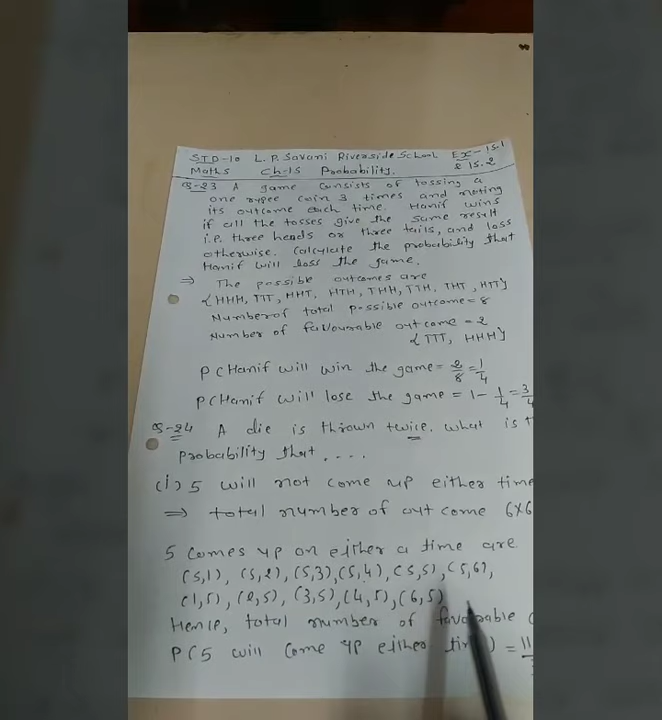 STD-10 L.P. Savani Riverside School Ex-15.1
Maths Ch-15 Probability. & 15.2
Q-23 A game consists of tossing a
one rupee coin 3 times and noting
its outcome each time. Hanif wins
if all the tosses give the same result
i.e. three heads or three tails, and loss
otherwise. Calculate the probability that
Hanif will loss the game.
⇒ The possible outcomes are
{HHH, TTT, HHT, HTH, THH, TTH, THT, HTT}
Number of total possible outcome = 8
Number of favourable outcome = 2
{TTT, HHH}
P(Hanif will win the game = 2/8 = 1/4
P(Hanif will lose the game = 1 - 1/4 = 3/4
Q-24 A die is thrown twice. what is
probability that ....
(i) 5 will not come up either time
⇒ total number of out come 6x6
5 comes up on either a time are
(5,1), (5,2), (5,3), (5,4), (5,5), (5,6),
(1,5), (2,5), (3,5), (4,5), (6,5)
Hence, total number of favourable
P(5 will come up either time) = 11